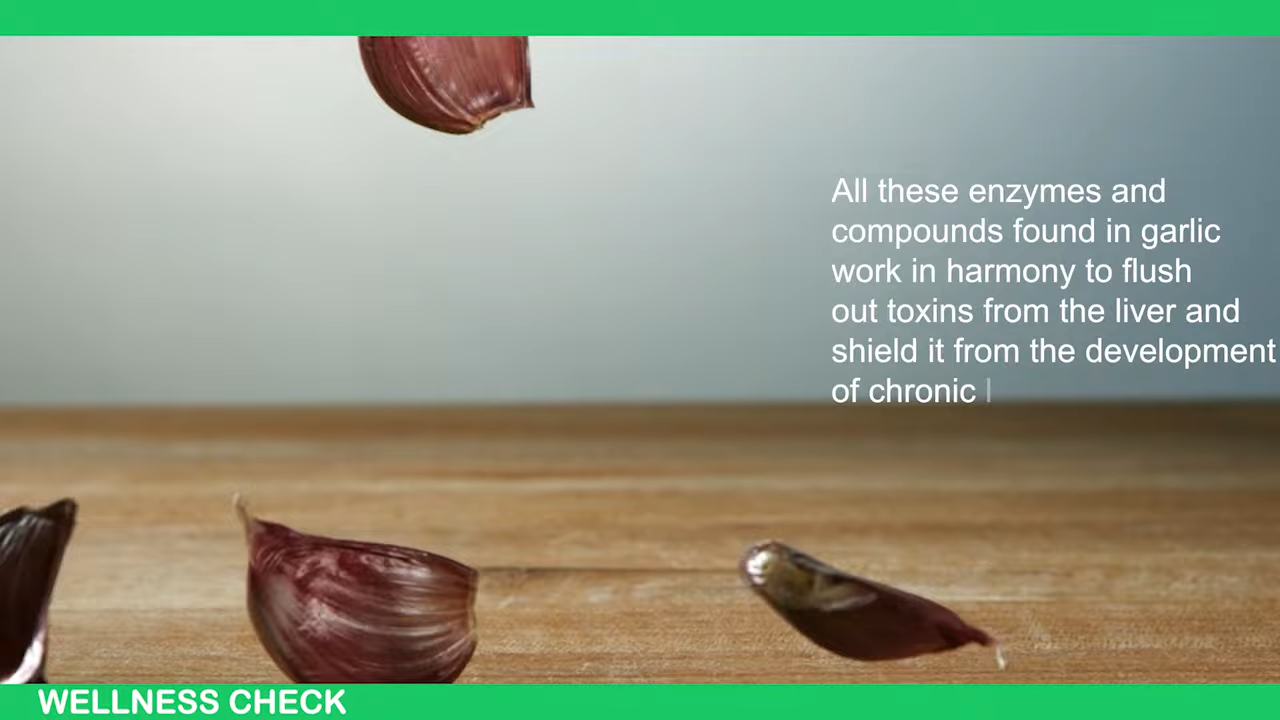 All these enzymes and
compounds found in garlic
work in harmony to flush
out toxins from the liver and
shield it from the development
of chronic
WELLNESS CHECK